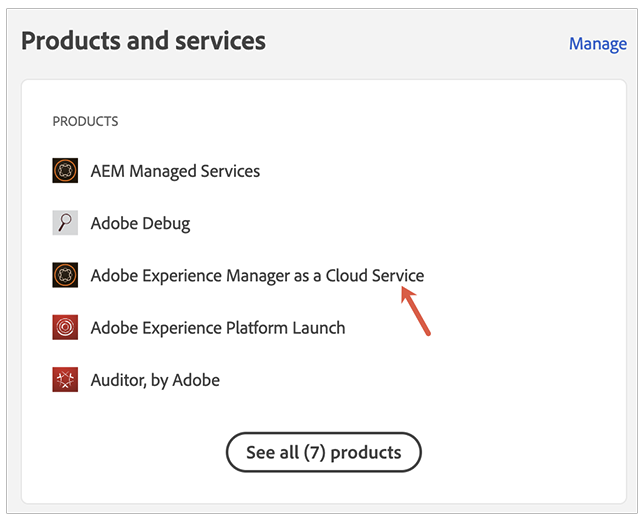 Products and services
Manage
PRODUCTS
AEM Managed Services
Adobe Debug
Adobe Experience Manager as a Cloud Service
Adobe Experience Platform Launch
Auditor, by Adobe
See all (7) products